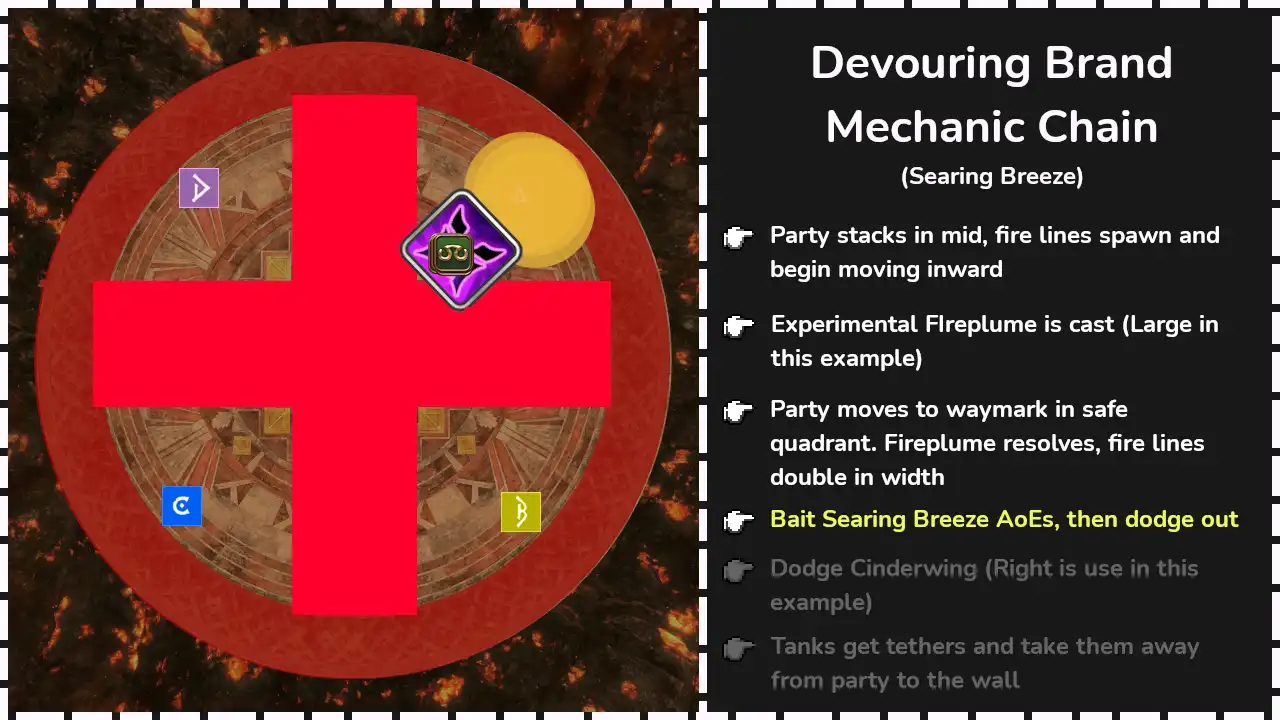 Devouring Brand
Mechanic Chain
(Searing Breeze)
Party stacks in mid, fire lines spawn and
begin moving inward
Experimental FIreplume is cast (Large in
this example)
Party moves to waymark in safe
quadrant. Fireplume resolves, fire lines
double in width
Bait Searing Breeze AoEs, then dodge out
Dodge Cinderwing (Right is use in this
example)
Tanks get tethers and take them away
from party to the wall
D
C
B